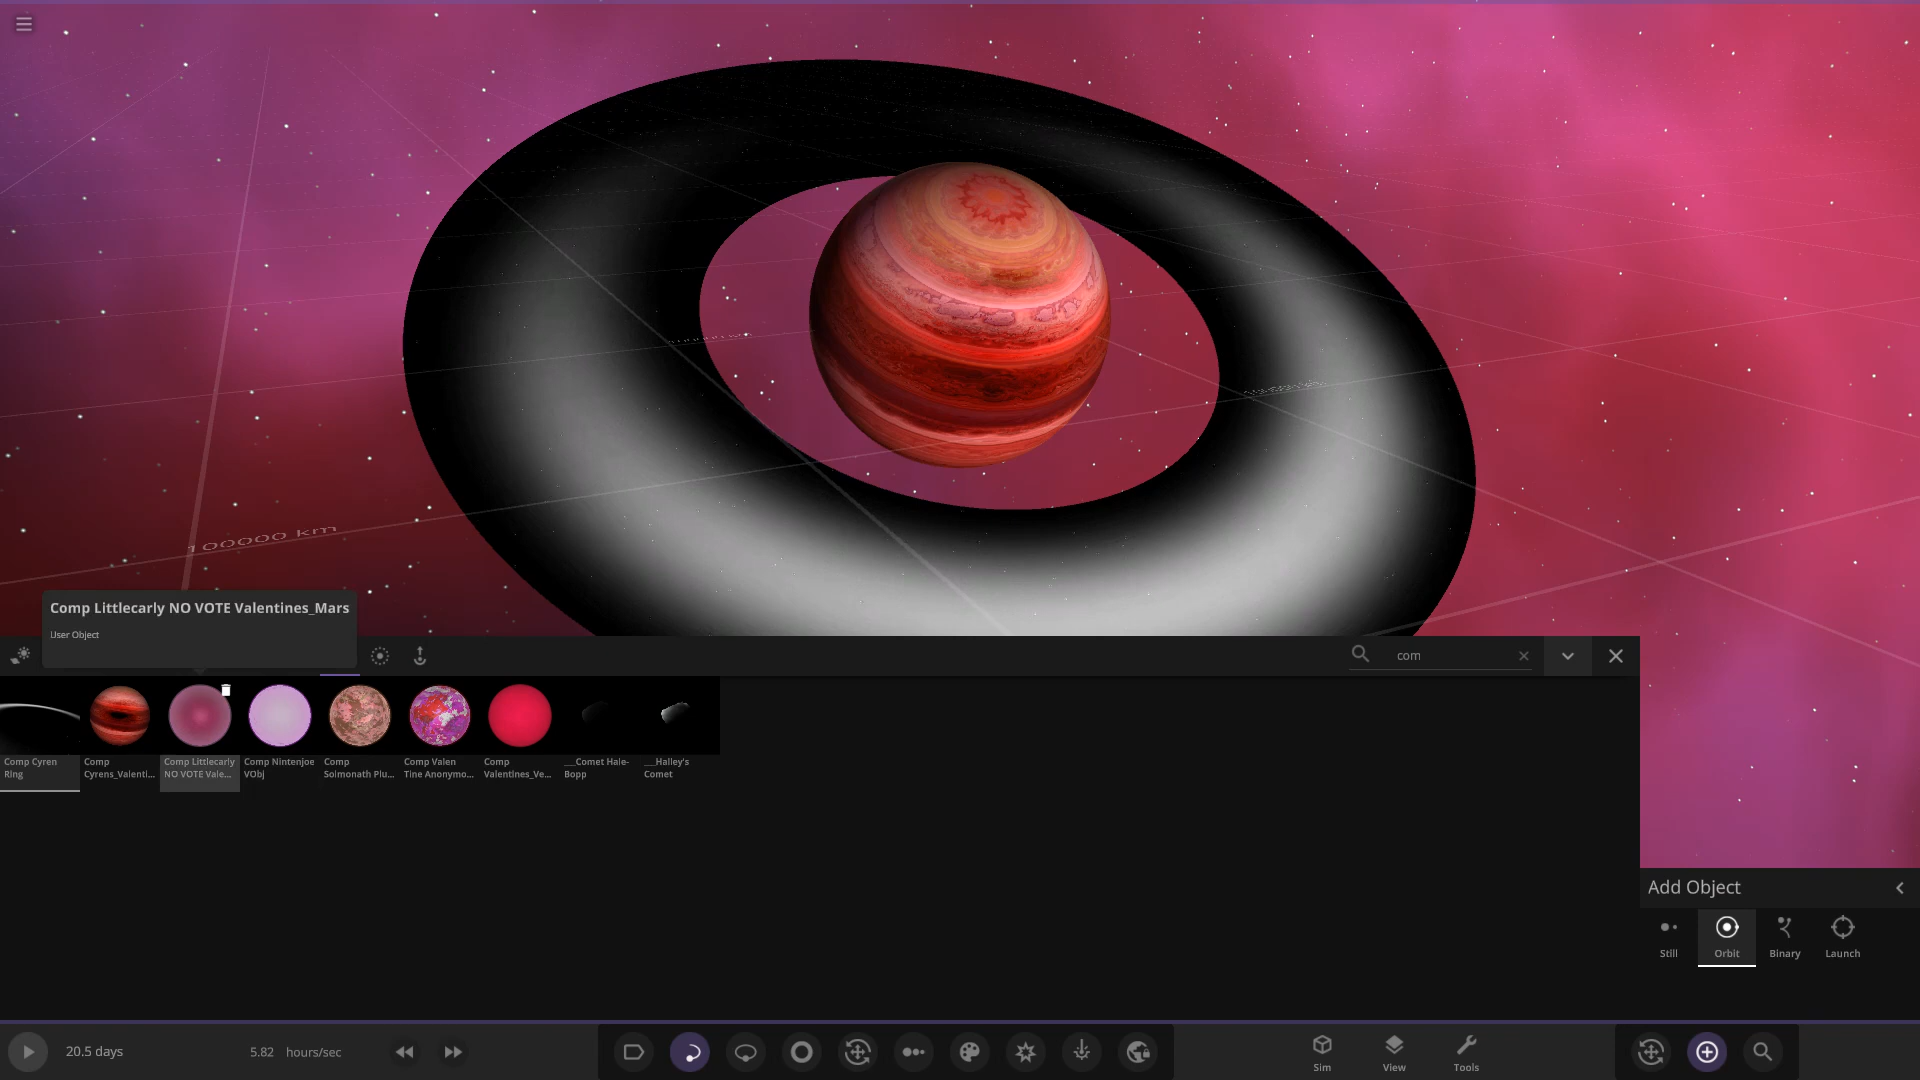 100000 km
Comp Littlecarly NO VOTE Valentines_Mars
User Object
com
Comp Cyren Ring
Comp Cyrens_Valenti...
Comp Littlecarly NO VOTE Vale...
Comp Nintenjoe VObj
Comp Solmonath Plu...
Comp Valen Tine Anonymo...
Comp Valentines_Ve...
___Comet Hale-Bopp
___Halley's Comet
Add Object
Still
Orbit
Binary
Launch
20.5 days
5.82 hours/sec
Sim
View
Tools